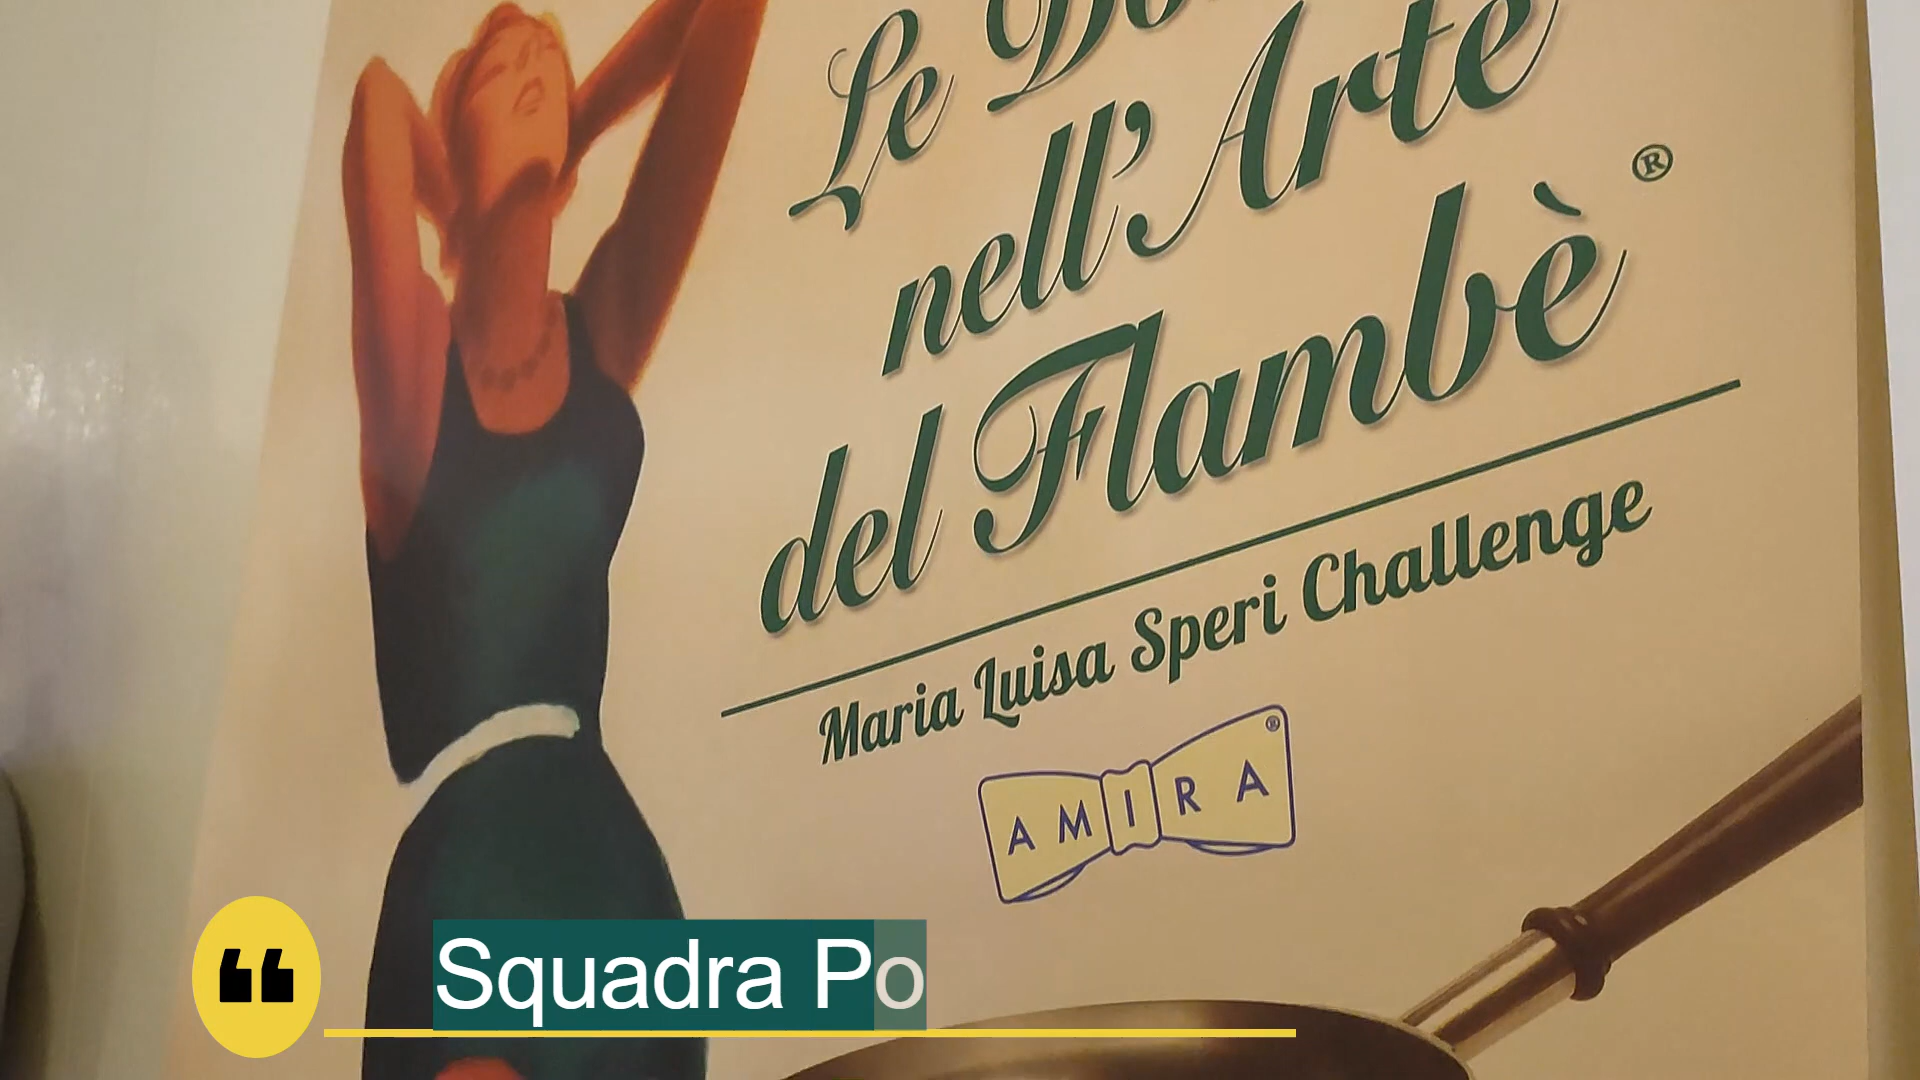 Le
nell'Arte
del Flambè ®
Maria Luisa Speri Challenge
AMIRA ®
Squadra Po